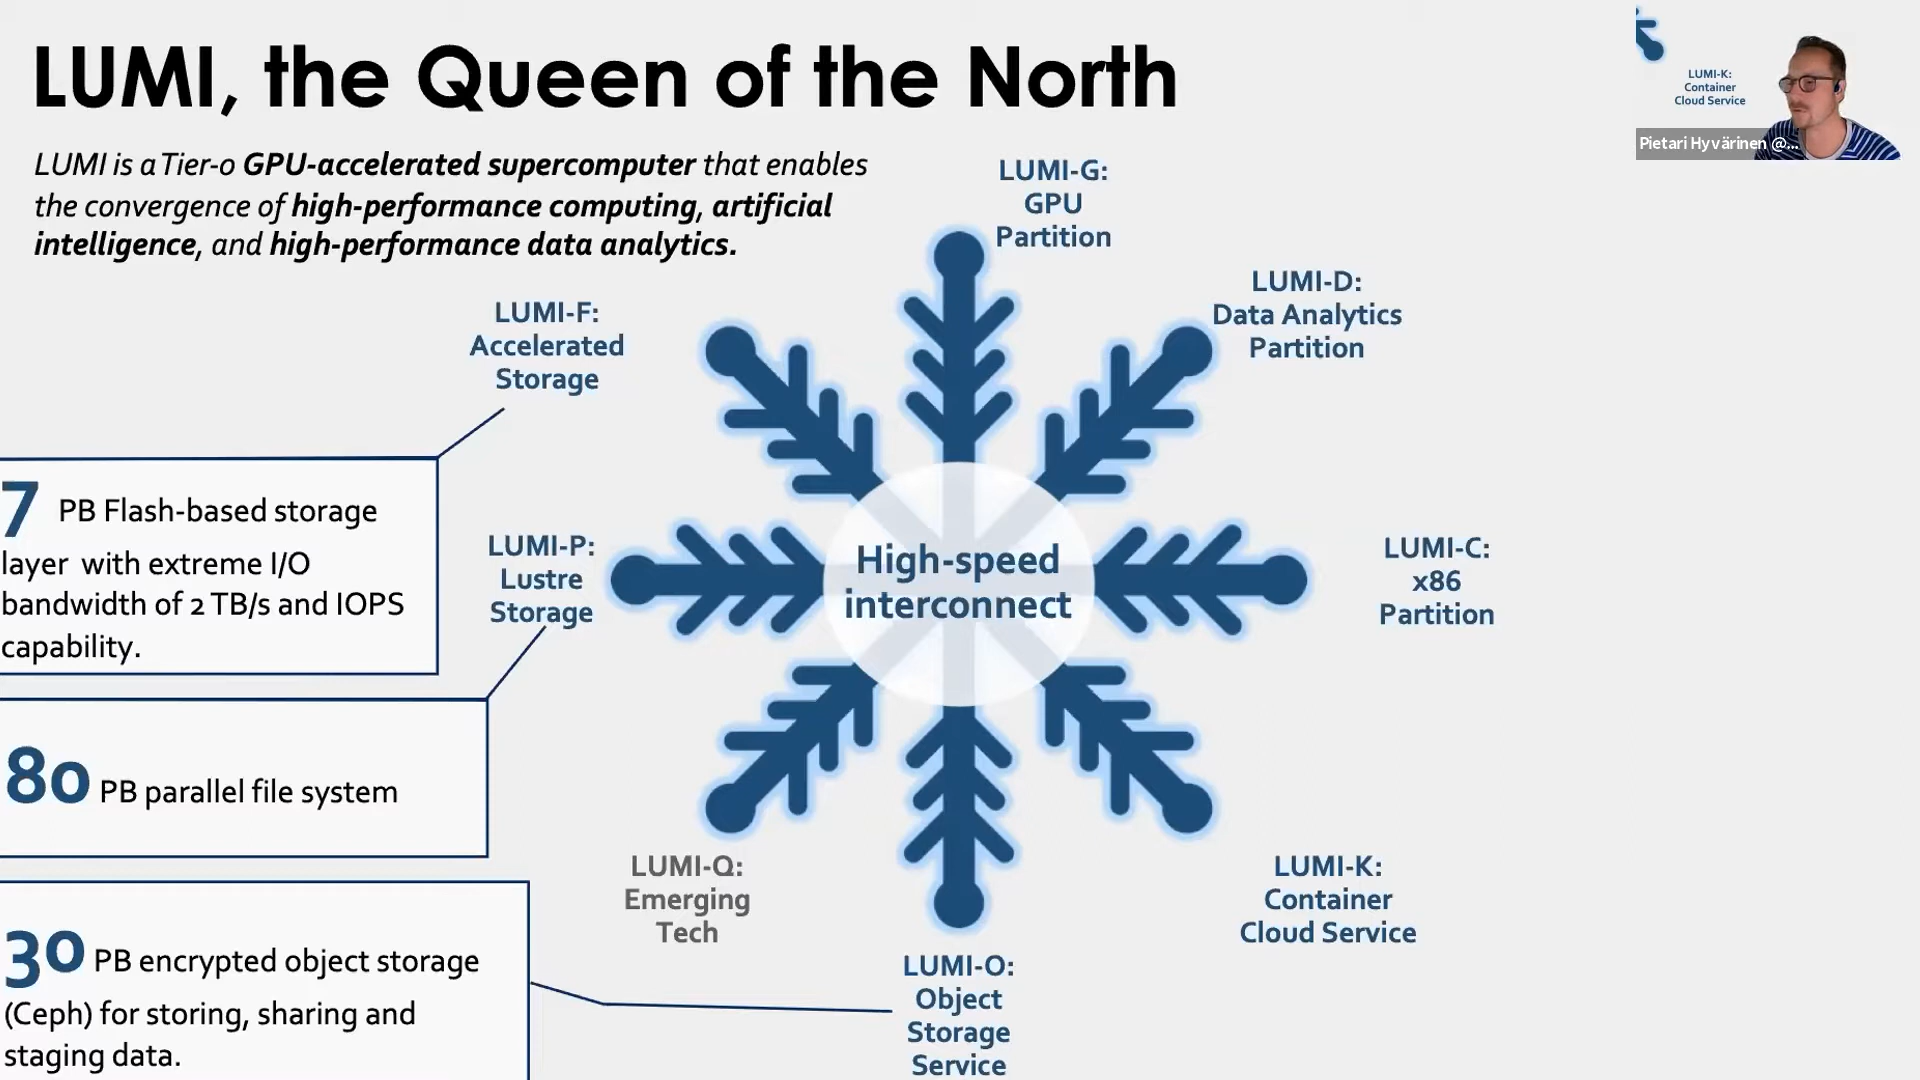 LUMI, the Queen of the North
LUMI is a Tier-0 GPU-accelerated supercomputer that enables
the convergence of high-performance computing, artificial
intelligence, and high-performance data analytics.
LUMI-K:
Container
Cloud Service
Pietari Hyvärinen @...
LUMI-G:
GPU
Partition
LUMI-D:
Data Analytics
Partition
LUMI-F:
Accelerated
Storage
7 PB Flash-based storage
layer with extreme I/O
bandwidth of 2 TB/s and IOPS
capability.
LUMI-P:
Lustre
Storage
High-speed
interconnect
LUMI-C:
x86
Partition
80 PB parallel file system
LUMI-Q:
Emerging
Tech
LUMI-K:
Container
Cloud Service
30 PB encrypted object storage
(Ceph) for storing, sharing and
staging data.
LUMI-O:
Object
Storage
Service